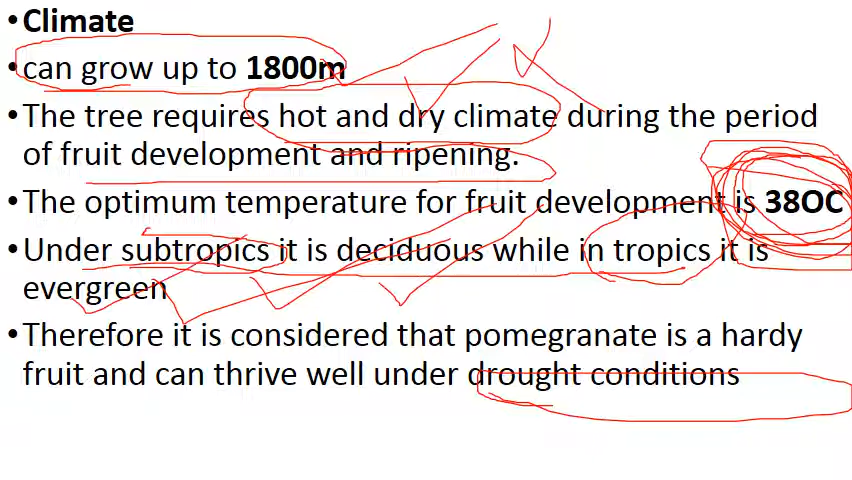 •Climate
•can grow up to 1800m
•The tree requires hot and dry climate during the period
of fruit development and ripening.
•The optimum temperature for fruit development is 38OC
•Under subtropics it is deciduous while in tropics it is
evergreen
•Therefore it is considered that pomegranate is a hardy
fruit and can thrive well under drought conditions